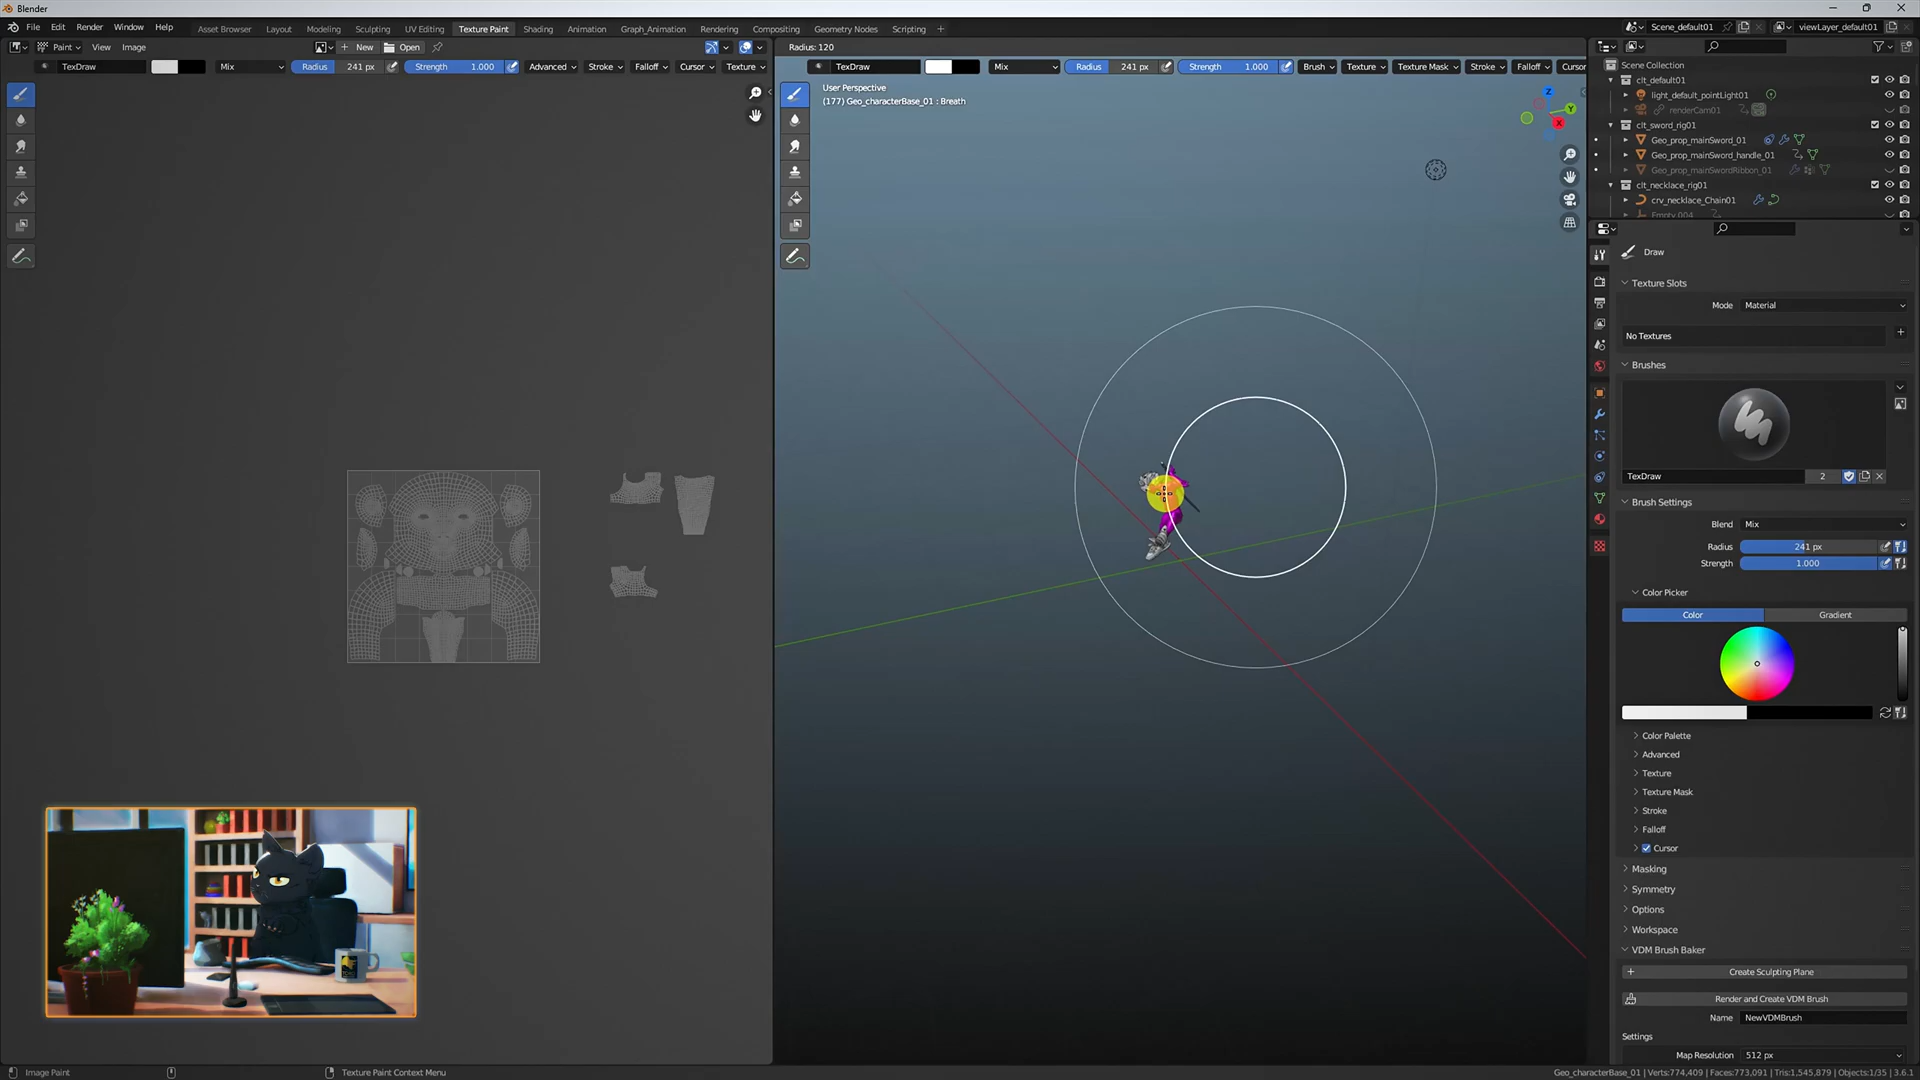 Blender
File Edit Render Window Help
Asset Browser Layout Modeling Sculpting UV Editing Texture Paint Shading Animation Graph_Animation Rendering Compositing Geometry Nodes Scripting +
Scene_default01 viewLayer_default01
Paint View Image + New Open
Radius: 120
TexDraw Mix Radius 241 px Strength 1.000 Advanced Stroke Falloff Cursor Texture
TexDraw Mix Radius 241 px Strength 1.000 Brush Texture Texture Mask Stroke Falloff Cursor
User Perspective
(177) Geo_characterBase_01 : Breath
Z
Y
X
Scene Collection
clt_default01
light_default_pointLight01
renderCam01
clt_sword_rig01
Geo_prop_mainSword_01
Geo_prop_mainSword_handle_01
Geo_prop_mainSwordRibbon_01
clt_necklace_rig01
crv_necklace_Chain01
Empty.004
Draw
Texture Slots
Mode Material
No Textures +
Brushes
TexDraw 2
Brush Settings
Blend Mix
Radius 241 px
Strength 1.000
Color Picker
Color Gradient
Color Palette
Advanced
Texture
Texture Mask
Stroke
Falloff
Cursor
Masking
Symmetry
Options
Workspace
VDM Brush Baker
+ Create Sculpting Plane
Render and Create VDM Brush
Name NewVDMBrush
Settings
Map Resolution 512 px
Image Paint Texture Paint Context Menu
Geo_characterBase_01 | Verts:774,409 | Faces:773,091 | Tris:1,545,879 | Objects:1/35 | 3.6.1